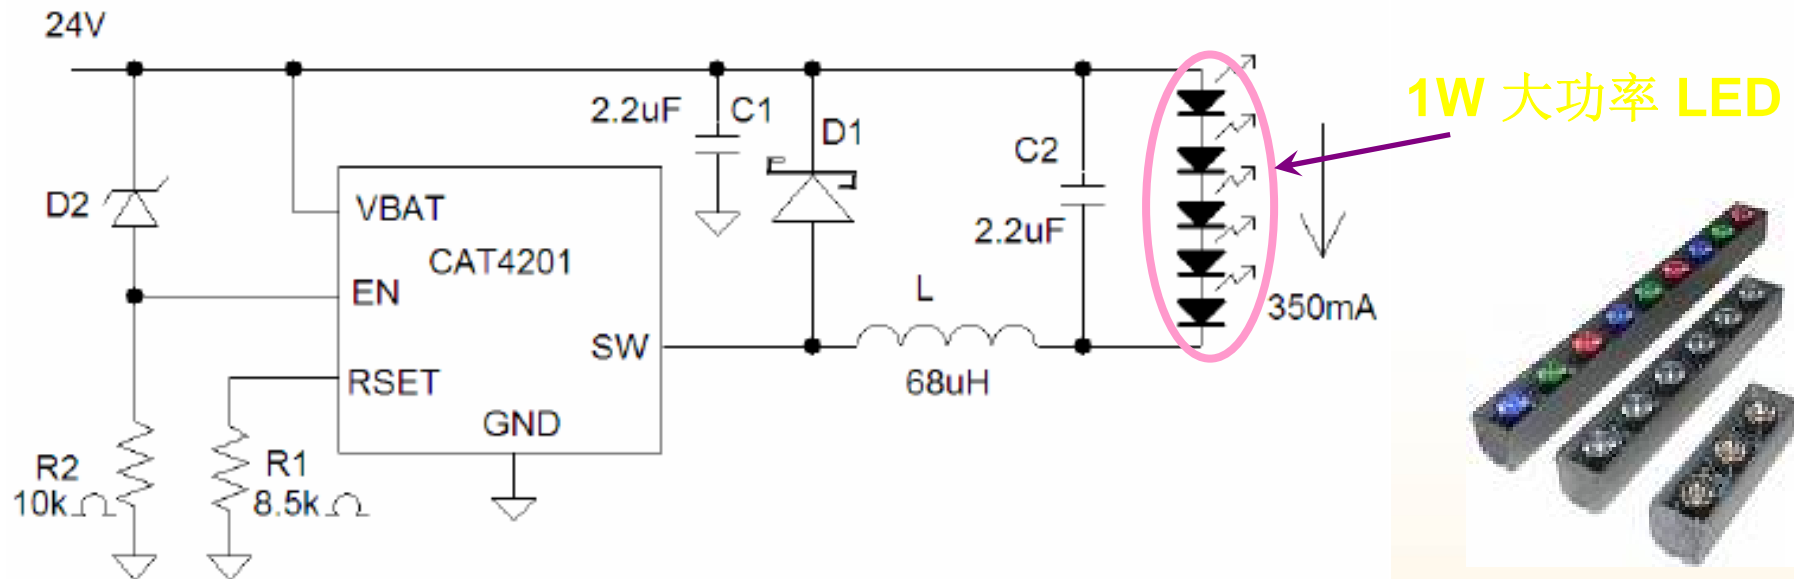 24V
2.2uF
C1
D1
1W 大功率 LED
C2
D2
VBAT
2.2uF
CAT4201
EN
L
350mA
SW
RSET
68uH
GND
R2
R1
10kΩ
8.5kΩ